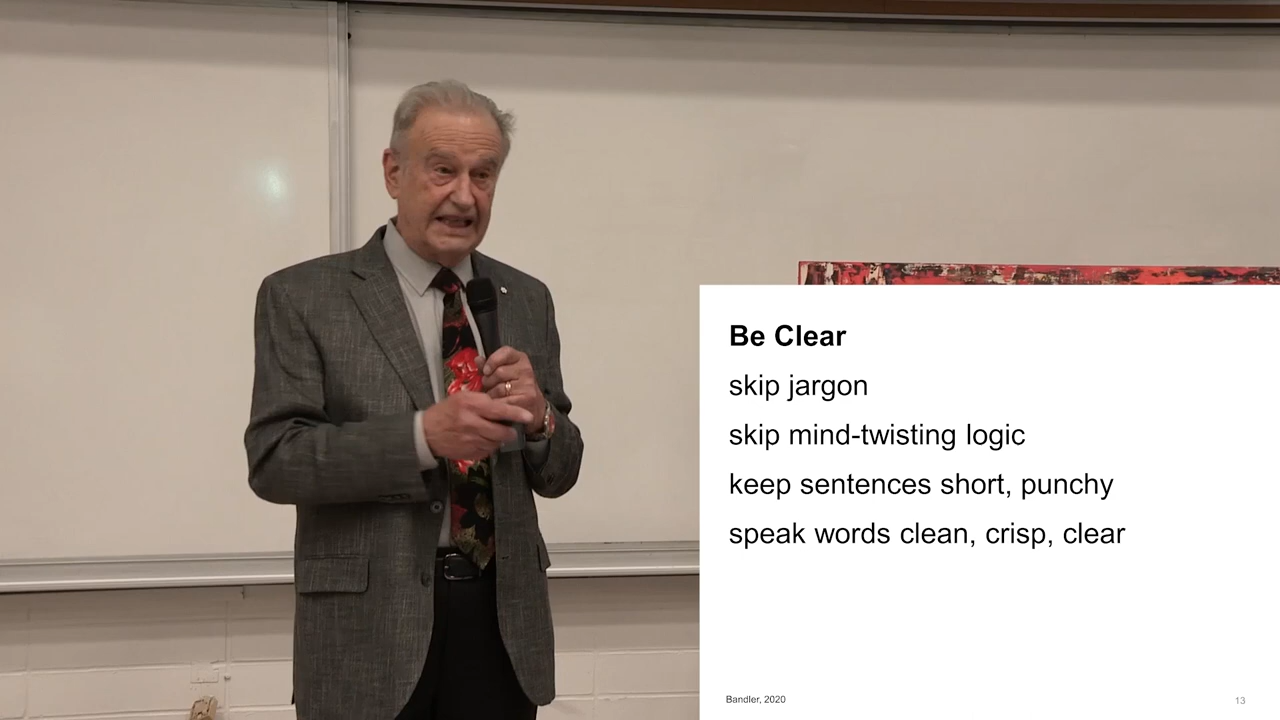 Be Clear
skip jargon
skip mind-twisting logic
keep sentences short, punchy
speak words clean, crisp, clear
Bandler, 2020
13